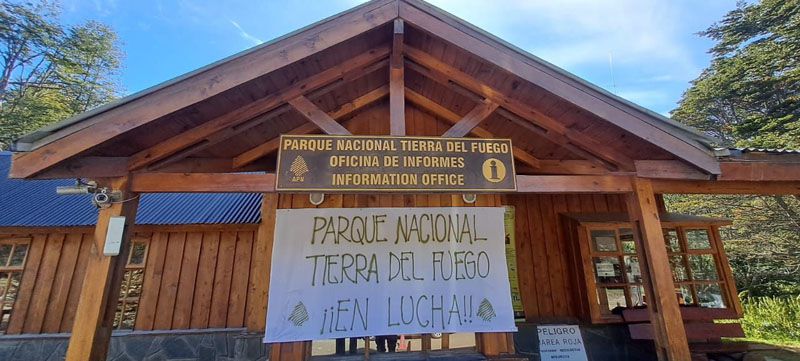 PARQUE NACIONAL TIERRA DEL FUEGO
OFICINA DE INFORMES
INFORMATION OFFICE
APN
i
PARQUE NACIONAL
TIERRA DEL FUEGO
¡¡EN LUCHA!!
PELIGRO
MAREA ROJA